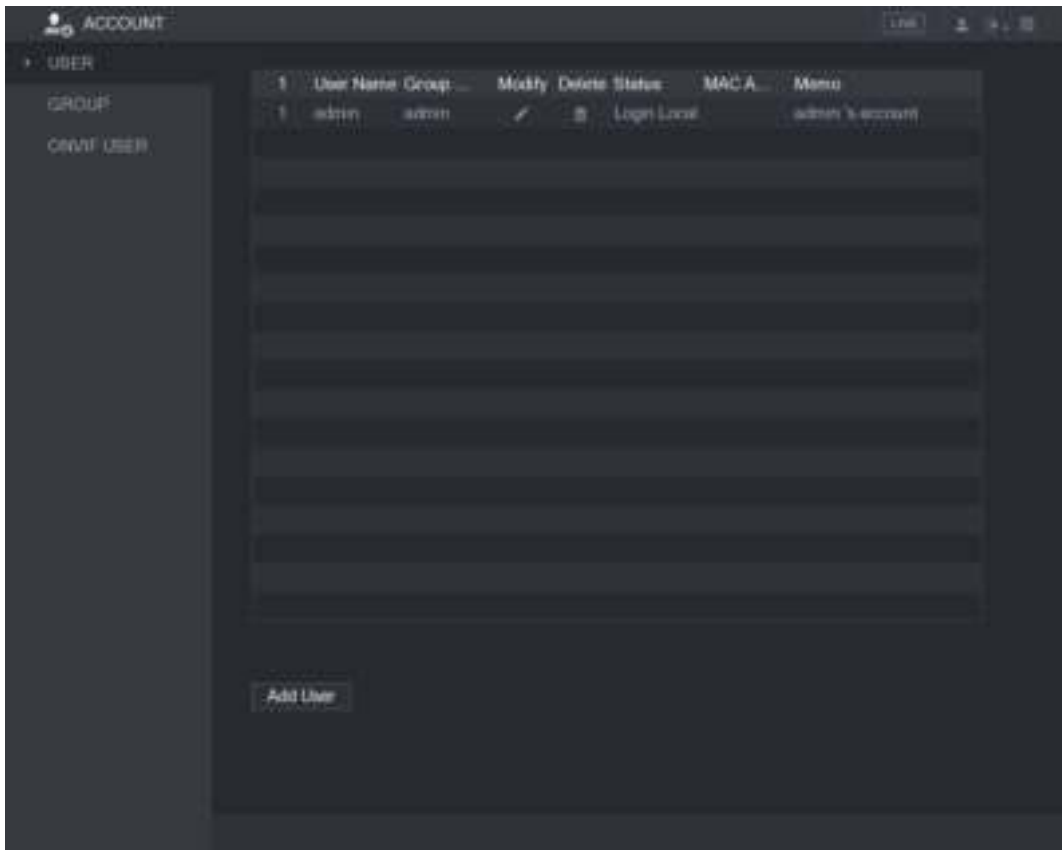 ACCOUNT
LIVE
USER
GROUP
ONVIF USER
1 User Name Group ... Modify Delete Status MAC A... Memo
1 admin admin Login Local admin 's account
Add User